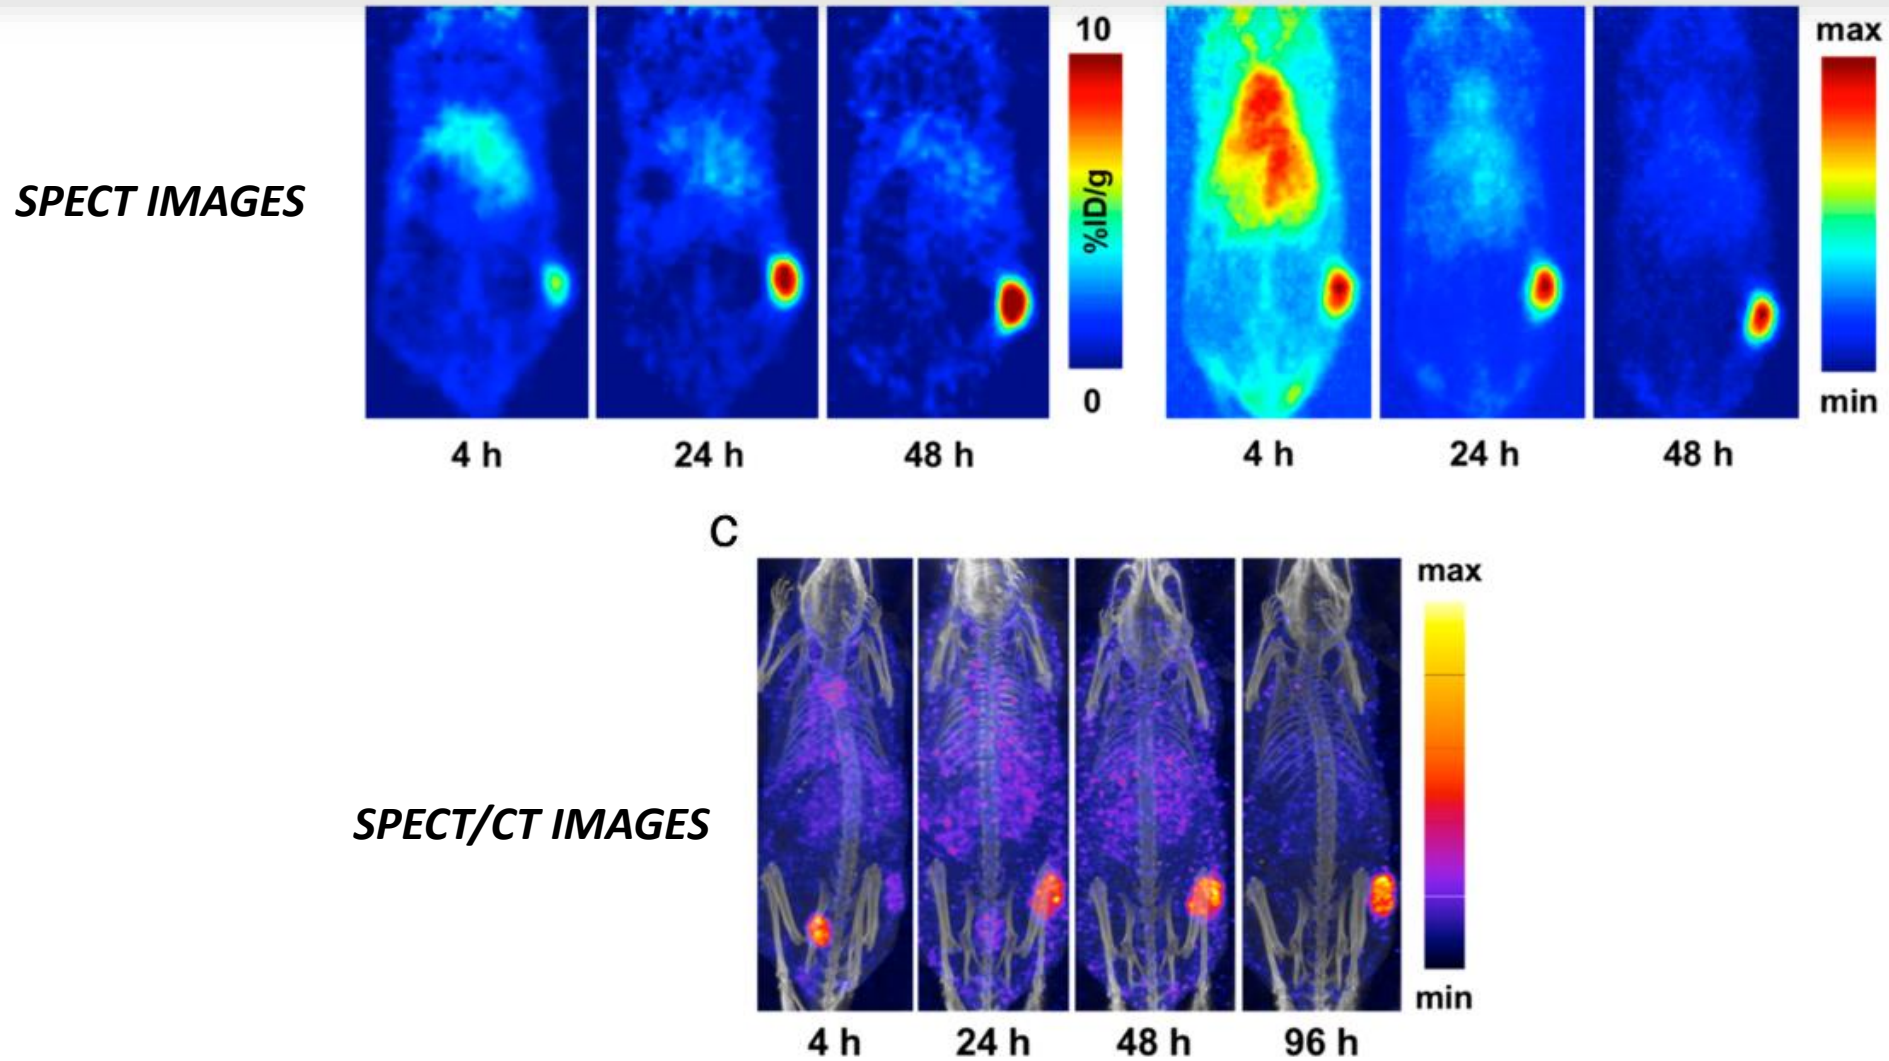 10
max
SPECT IMAGES
%ID/g
0
min
4 h
24 h
48 h
4 h
24 h
48 h
C
max
SPECT/CT IMAGES
min
4 h
24 h
48 h
96 h